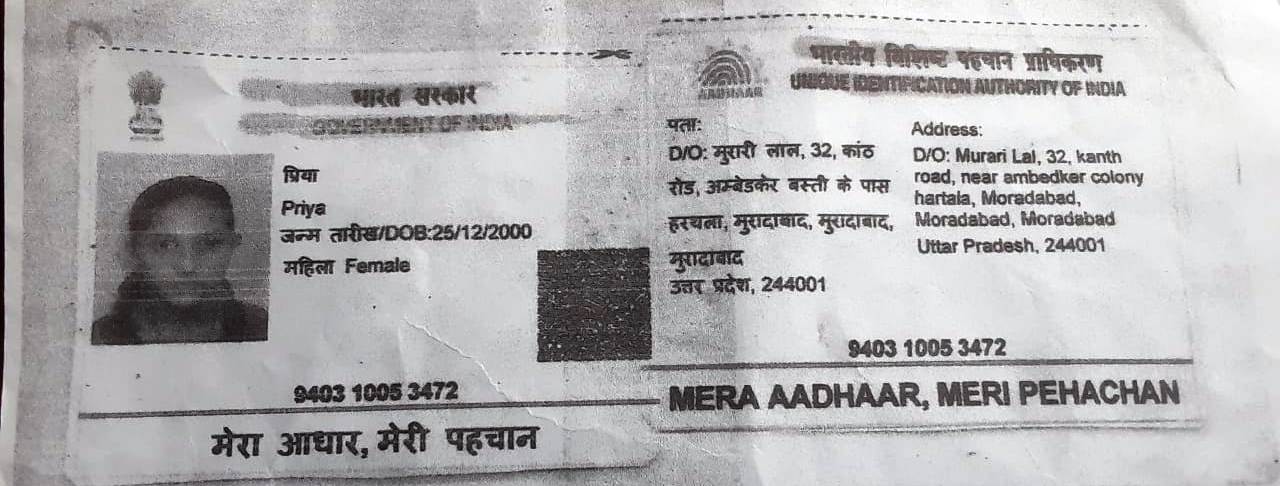 भारत सरकार
GOVERNMENT OF INDIA
प्रिया
Priya
जन्म तारीख/DOB:25/12/2000
महिला Female
9403 1005 3472
मेरा आधार, मेरी पहचान
AADHAAR
भारतीय विशिष्ट पहचान प्राधिकरण
UNIQUE IDENTIFICATION AUTHORITY OF INDIA
पता:
D/O: मुरारी लाल, 32, कांठ
रोड, अम्बेडकेर बस्ती के पास
हरथला, मुरादाबाद, मुरादाबाद,
मुरादाबाद
उत्तर प्रदेश, 244001
Address:
D/O: Murari Lal, 32, kanth
road, near ambedker colony
hartala, Moradabad,
Moradabad, Moradabad
Uttar Pradesh, 244001
9403 1005 3472
MERA AADHAAR, MERI PEHACHAN